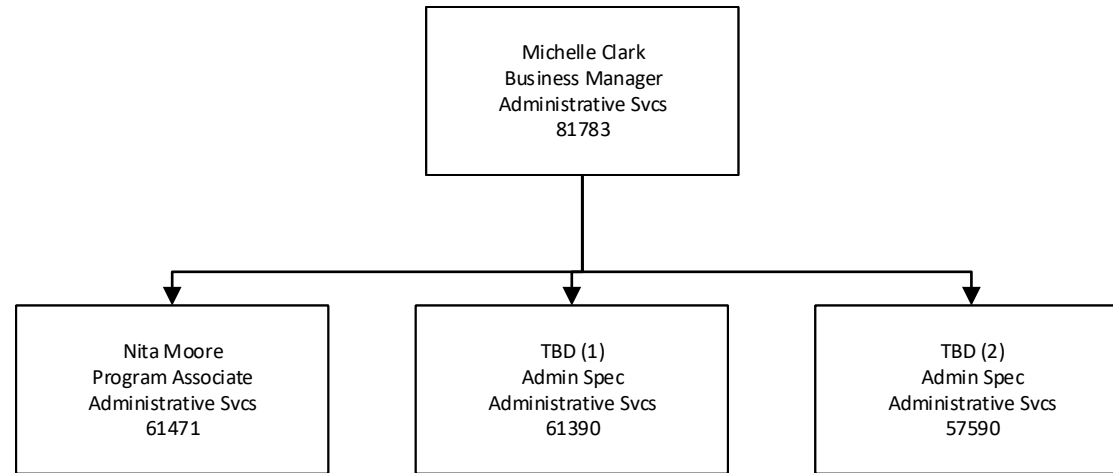 Michelle Clark
Business Manager
Administrative Svcs
81783
Nita Moore
Program Associate
Administrative Svcs
61471
TBD (1)
Admin Spec
Administrative Svcs
61390
TBD (2)
Admin Spec
Administrative Svcs
57590